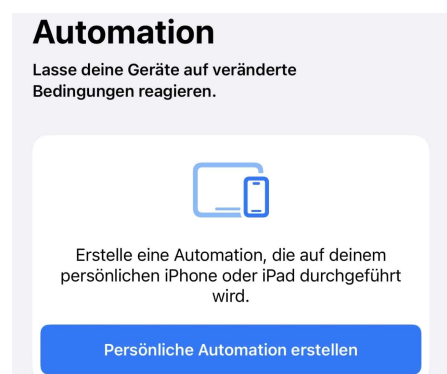 Automation
Lasse deine Geräte auf veränderte
Bedingungen reagieren.
Erstelle eine Automation, die auf deinem
persönlichen iPhone oder iPad durchgeführt
wird.
Persönliche Automation erstellen